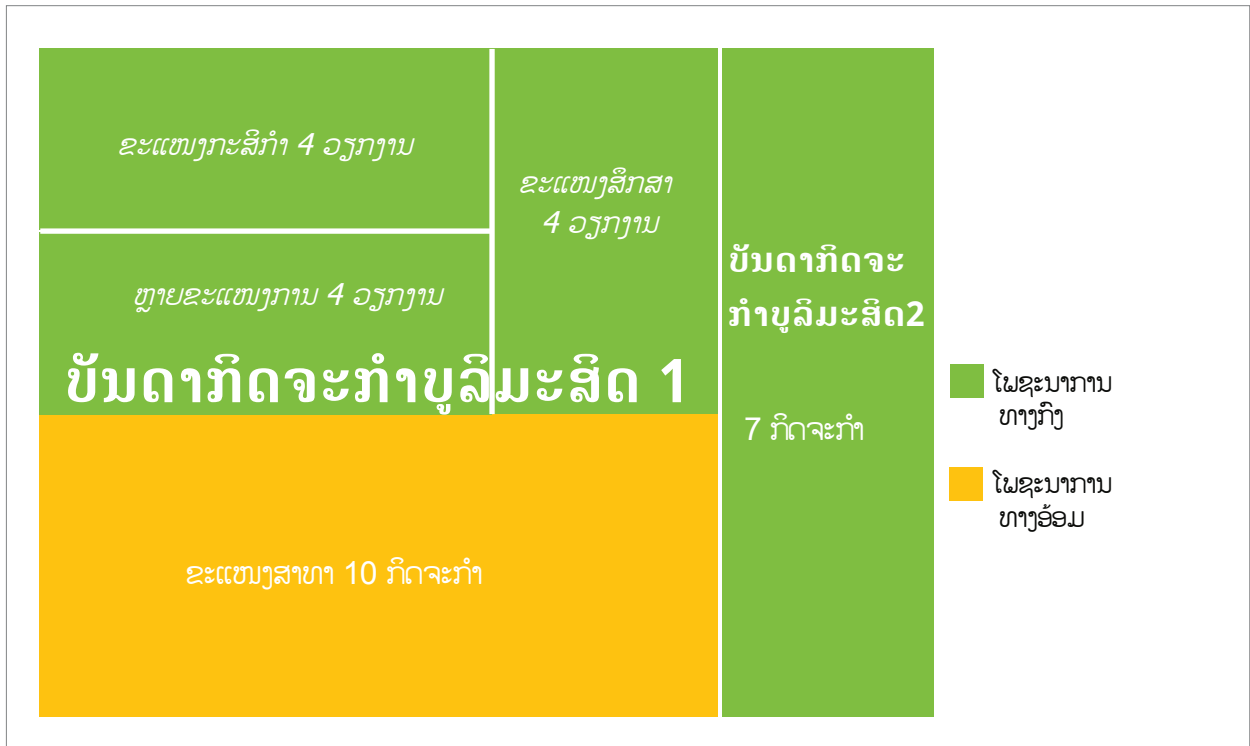 ຂະແໜງກະສິກຳ 4 ວຽກງານ
ຂະແໜງສຶກສາ
4 ວຽກງານ
ຫຼາຍຂະແໜງການ 4 ວຽກງານ
ບັນດາກິດຈະກຳບູລິມະສິດ 1
ຂະແໜງສາທາ 10 ກິດຈະກຳ
ບັນດາກິດຈະ
ກຳບູລິມະສິດ2
7 ກິດຈະກຳ
ໂພຊະນາການ
ທາງກົງ
ໂພຊະນາການ
ທາງອ້ອມ